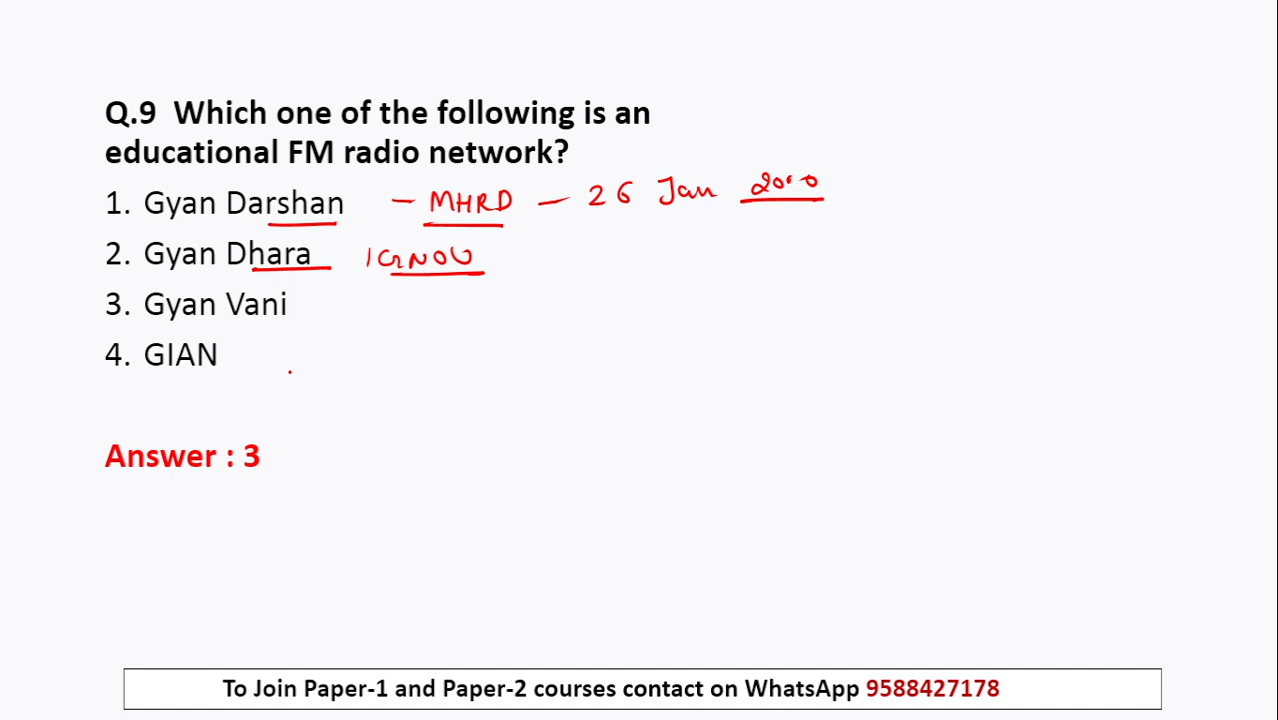 Q.9 Which one of the following is an
educational FM radio network?
1. Gyan Darshan - MHRD - 26 Jan 2000
2. Gyan Dhara IGNOU
3. Gyan Vani
4. GIAN
Answer : 3
To Join Paper-1 and Paper-2 courses contact on WhatsApp 9588427178